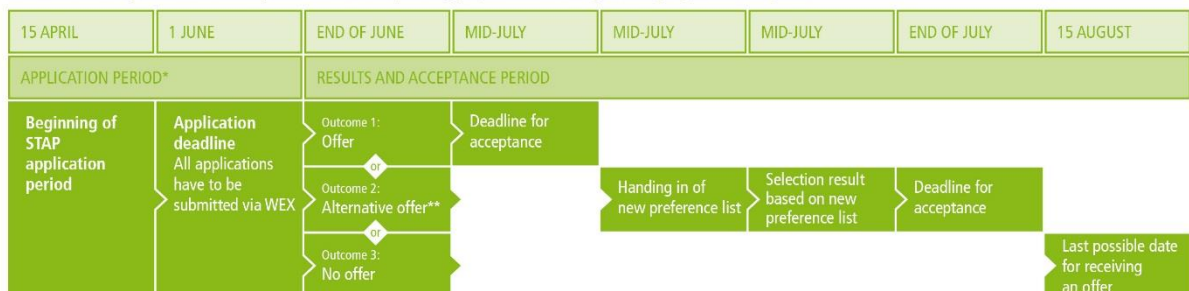 15 APRIL
1 JUNE
END OF JUNE
MID-JULY
MID-JULY
MID-JULY
END OF JULY
15 AUGUST
APPLICATION PERIOD*
RESULTS AND ACCEPTANCE PERIOD
Beginning of
STAP
application
period
Application
deadline
All applications
have to be
submitted via WEX
Outcome 1:
Offer
Deadline for
acceptance
or
Outcome 2:
Alternative offer**
Handing in of
new preference list
Selection result
based on new
preference list
Deadline for
acceptance
or
Outcome 3:
No offer
Last possible date
for receiving
an offer